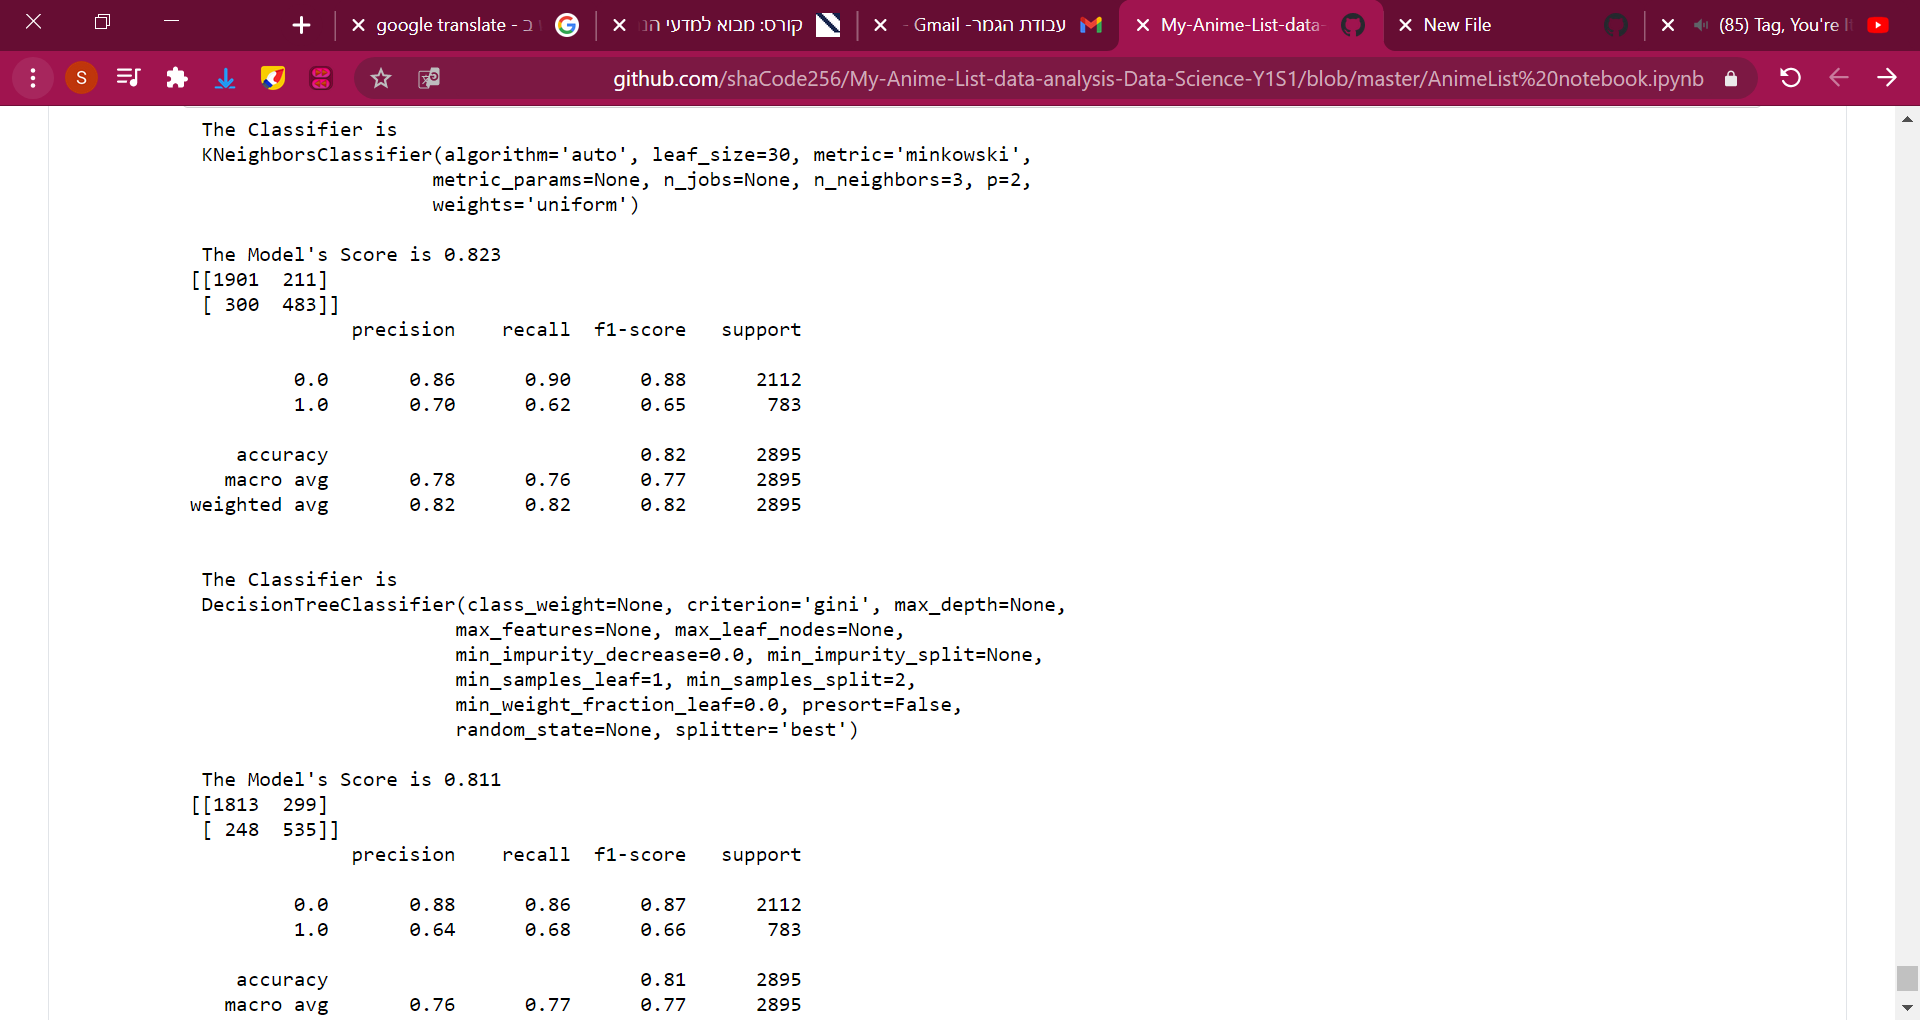 google translate - ב
קורס: מבוא למדעי הנ
עבודת הגמר- Gmail -
My-Anime-List-data-
New File
(85) Tag, You're It
S
github.com/shaCode256/My-Anime-List-data-analysis-Data-Science-Y1S1/blob/master/AnimeList%20notebook.ipynb
The Classifier is
KNeighborsClassifier(algorithm='auto', leaf_size=30, metric='minkowski',
metric_params=None, n_jobs=None, n_neighbors=3, p=2,
weights='uniform')
The Model's Score is 0.823
[[1901 211]
[ 300 483]]
precision recall f1-score support
0.0 0.86 0.90 0.88 2112
1.0 0.70 0.62 0.65 783
accuracy 0.82 2895
macro avg 0.78 0.76 0.77 2895
weighted avg 0.82 0.82 0.82 2895
The Classifier is
DecisionTreeClassifier(class_weight=None, criterion='gini', max_depth=None,
max_features=None, max_leaf_nodes=None,
min_impurity_decrease=0.0, min_impurity_split=None,
min_samples_leaf=1, min_samples_split=2,
min_weight_fraction_leaf=0.0, presort=False,
random_state=None, splitter='best')
The Model's Score is 0.811
[[1813 299]
[ 248 535]]
precision recall f1-score support
0.0 0.88 0.86 0.87 2112
1.0 0.64 0.68 0.66 783
accuracy 0.81 2895
macro avg 0.76 0.77 0.77 2895